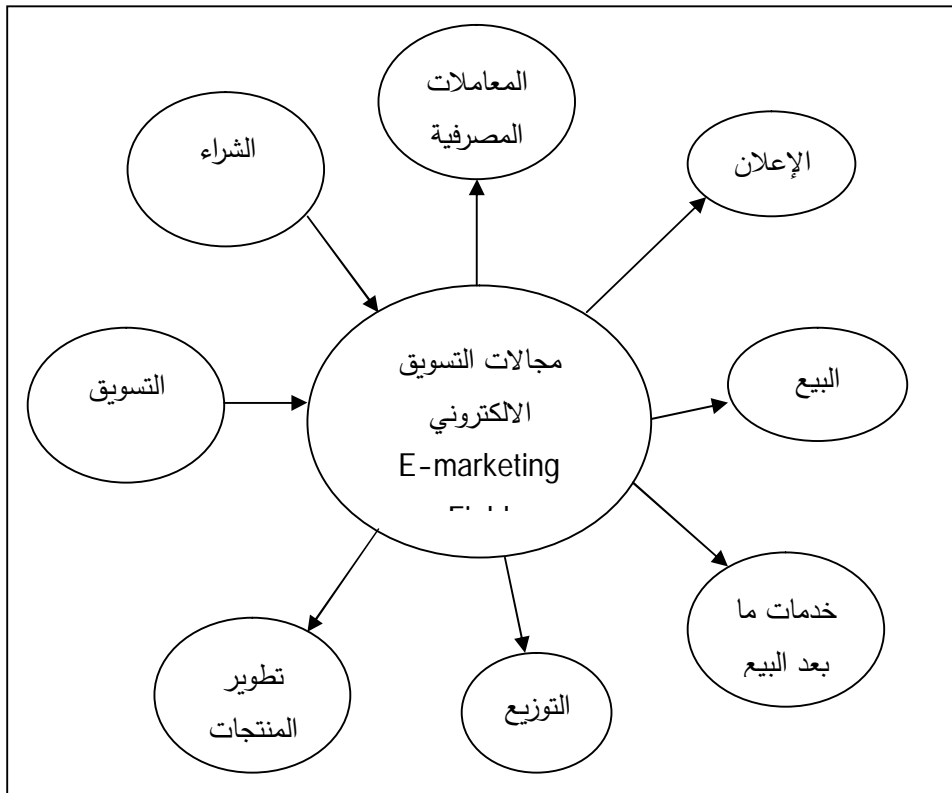 المعاملات
المصرفية
الإعلان
الشراء
البيع
مجالات التسويق
الالكتروني
E-marketing
التسويق
خدمات ما
بعد البيع
التوزيع
تطوير
المنتجات